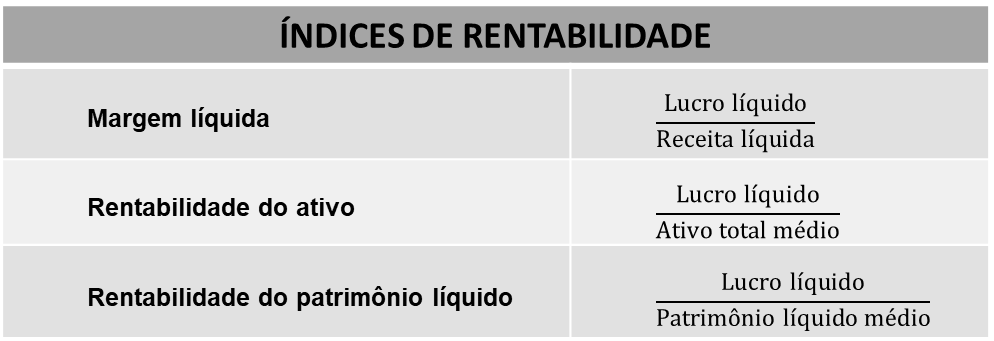 ÍNDICES DE RENTABILIDADE
Margem líquida
Lucro líquido
Receita líquida
Rentabilidade do ativo
Lucro líquido
Ativo total médio
Rentabilidade do patrimônio líquido
Lucro líquido
Patrimônio líquido médio